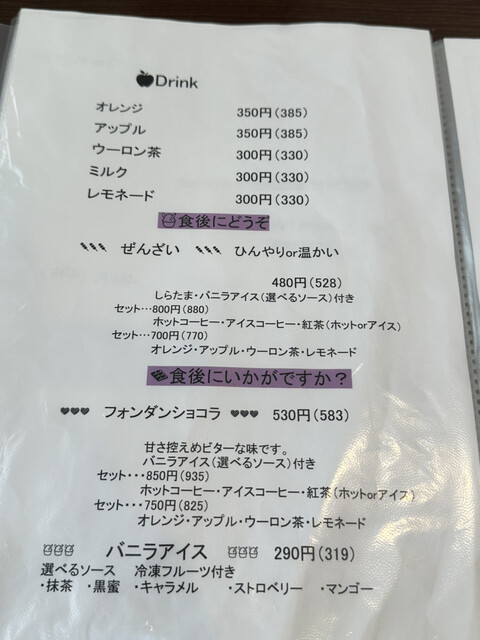 Drink
オレンジ 350円(385)
アップル 350円(385)
ウーロン茶 300円(330)
ミルク 300円(330)
レモネード 300円(330)
食後にどうぞ
ぜんざい ひんやりor温かい
480円(528)
しらたま・バニラアイス(選べるソース)付き
セット…800円(880)
ホットコーヒー・アイスコーヒー・紅茶(ホットorアイス)
セット…700円(770)
オレンジ・アップル・ウーロン茶・レモネード
食後にいかがですか？
♥♥♥ フォンダンショコラ ♥♥♥ 530円(583)
甘さ控えめビターな味です。
バニラアイス(選べるソース)付き
セット・・・850円(935)
ホットコーヒー・アイスコーヒー・紅茶(ホットorアイス)
セット・・・750円(825)
オレンジ・アップル・ウーロン茶・レモネード
バニラアイス 290円(319)
選べるソース 冷凍フルーツ付き
・抹茶 ・黒蜜 ・キャラメル ・ストロベリー ・マンゴー